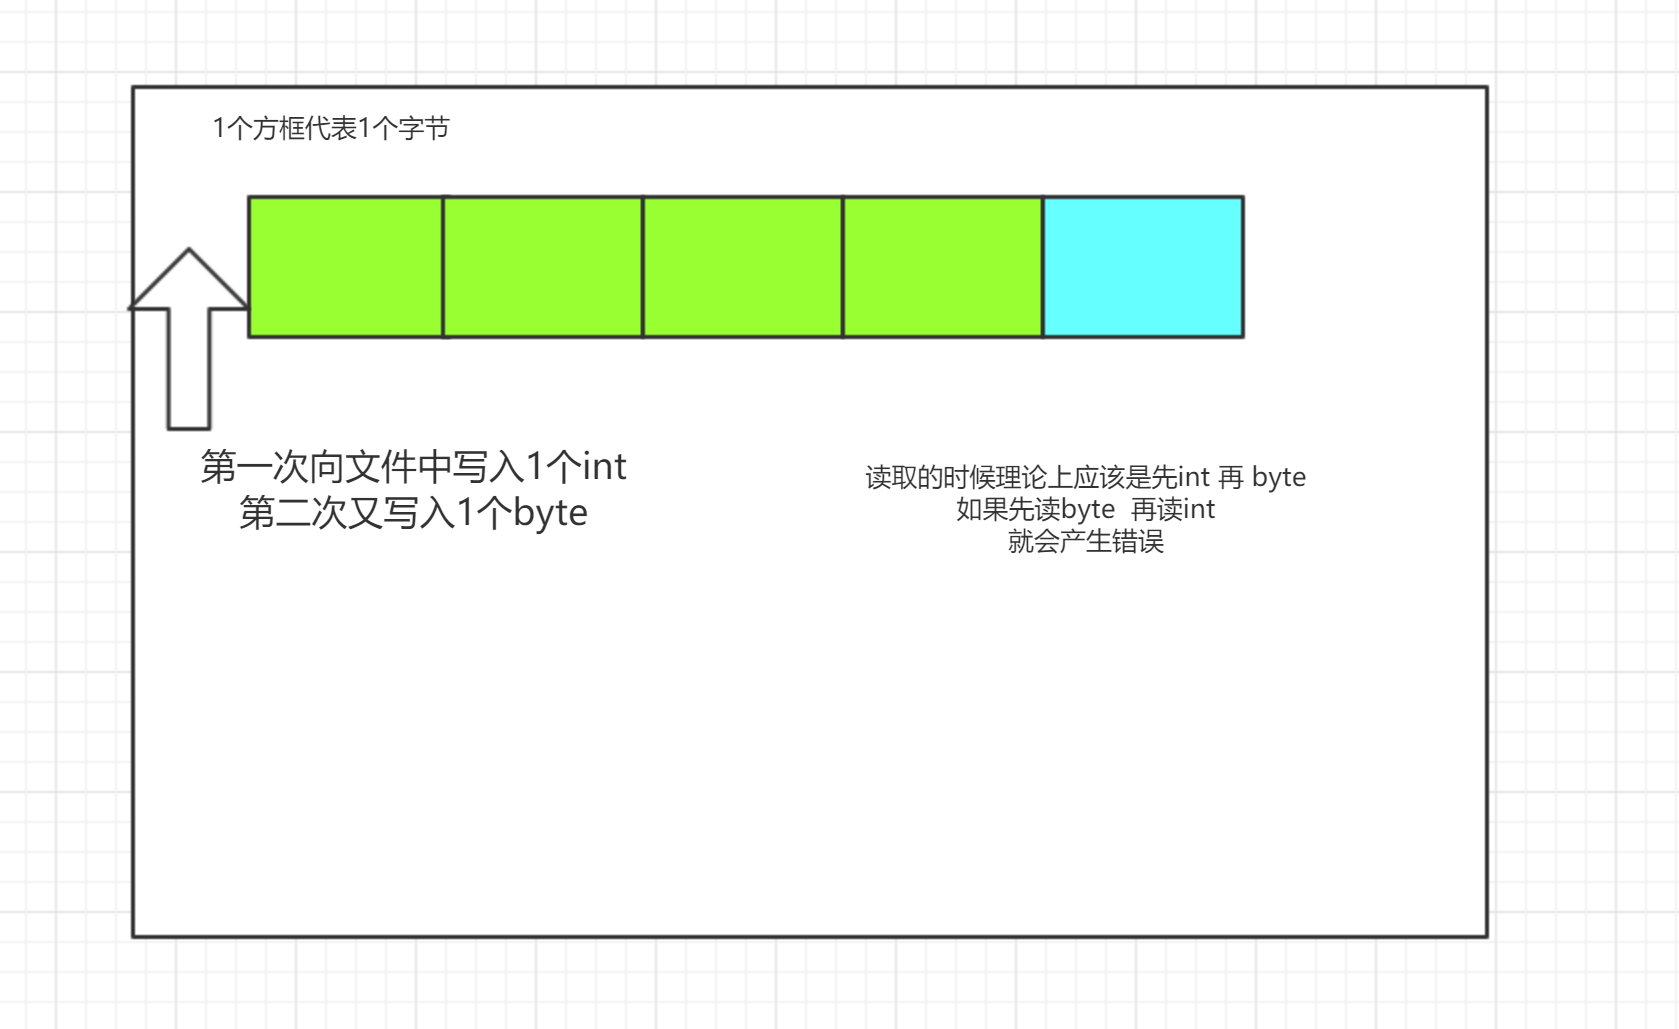 1个方框代表1个字节
第一次向文件中写入1个int
第二次又写入1个byte
读取的时候理论上应该是先int 再 byte
如果先读byte  再读int
就会产生错误